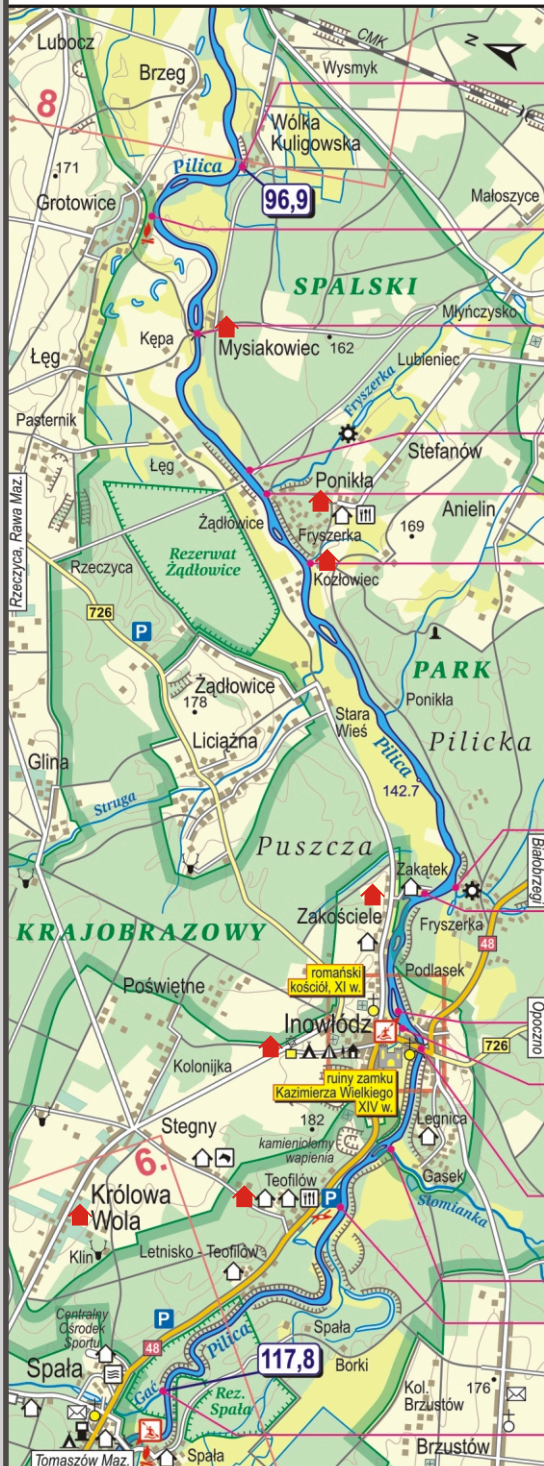 Lubocz
CMK
N
Brzeg
Wysmyk
8
Wólka
Kuligowska
Pilica
171
96,9
Grotowice
Małoszyce
SPALSKI
Młyńczysko
Kępa
Mysiakowiec
162
Łęg
Lubieniec
Fryszerka
Pasternik
Stefanów
Łęg
Ponikła
Rzeczyca, Rawa Maz.
Anielin
Żądłowice
Fryszerka
169
Rezerwat
Żądłowice
Rzeczyca
Kozłowiec
726
P
PARK
Żądłowice
178
Ponikła
Stara
Wieś
Liciążna
Pilica
Pilicka
Glina
142.7
Struga
Puszcza
Białobrzegi
Zakątek
Zakościele
Fryszerka
KRAJOBRAZOWY
48
romański
kościół, XI w.
Podlasek
Poświętne
Inowłódz
Opoczno
726
Kolonijka
ruiny zamku
Kazimierza Wielkiego
XIV w.
Legnica
Stegny
182
kamieniołomy
wapienia
6.
Gąsek
Teofilów
P
Królowa
Wola
Słomianka
Letnisko - Teofilów
Klin
P
Centralny
Ośrodek
Sportu
48
Pilica
Spała
117,8
Borki
Spała
Gać
Rez.
Spała
Kol.
Brzustów
176
Brzustów
Spała
Tomaszów Maz.